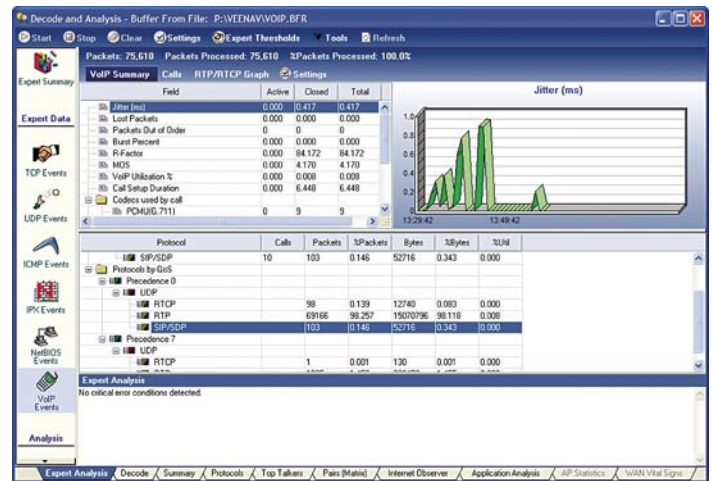 Decode and Analysis - Buffer From File: P:\VEENAV\VOIP.BFR
Start Stop Clear Settings Expert Thresholds Tools Refresh
Packets: 75,610 Packets Processed: 75,610 %Packets Processed: 100.0%
VoIP Summary Calls RTP/RTCP Graph Settings
Expert Summary
Expert Data
TCP Events
UDP Events
ICMP Events
IPX Events
NetBIOS Events
VoIP Events
Analysis
Field Active Closed Total
Jitter (ms) 0.000 0.417 0.417
Lost Packets 0.000 0.000 0.000
Packets Out of Order 0 0 0
Burst Percent 0.000 0.000 0.000
R-Factor 0.000 84.172 84.172
MOS 0.000 4.170 4.170
VoIP Utilization % 0.000 0.008 0.008
Call Setup Duration 0.000 6.448 6.448
Codecs used by call
PCMU(G.711) 0 9 9
Jitter (ms)
1.0
0.8
0.6
0.4
0.2
13:29:42 13:49:42
Protocol Calls Packets %Packets Bytes %Bytes %Util
SIP/SDP 10 103 0.146 52716 0.343 0.000
Protocols by QoS
Precedence 0
UDP
RTCP 98 0.139 12740 0.083 0.000
RTP 69166 98.257 15070796 98.118 0.008
SIP/SDP 103 0.146 52716 0.343 0.000
Precedence 7
UDP
RTCP 1 0.001 130 0.001 0.000
Expert Analysis
No critical error conditions detected.
Expert Analysis Decode Summary Protocols Top Talkers Pairs (Matrix) Internet Observer Application Analysis AP Statistics WAN Vital Signs